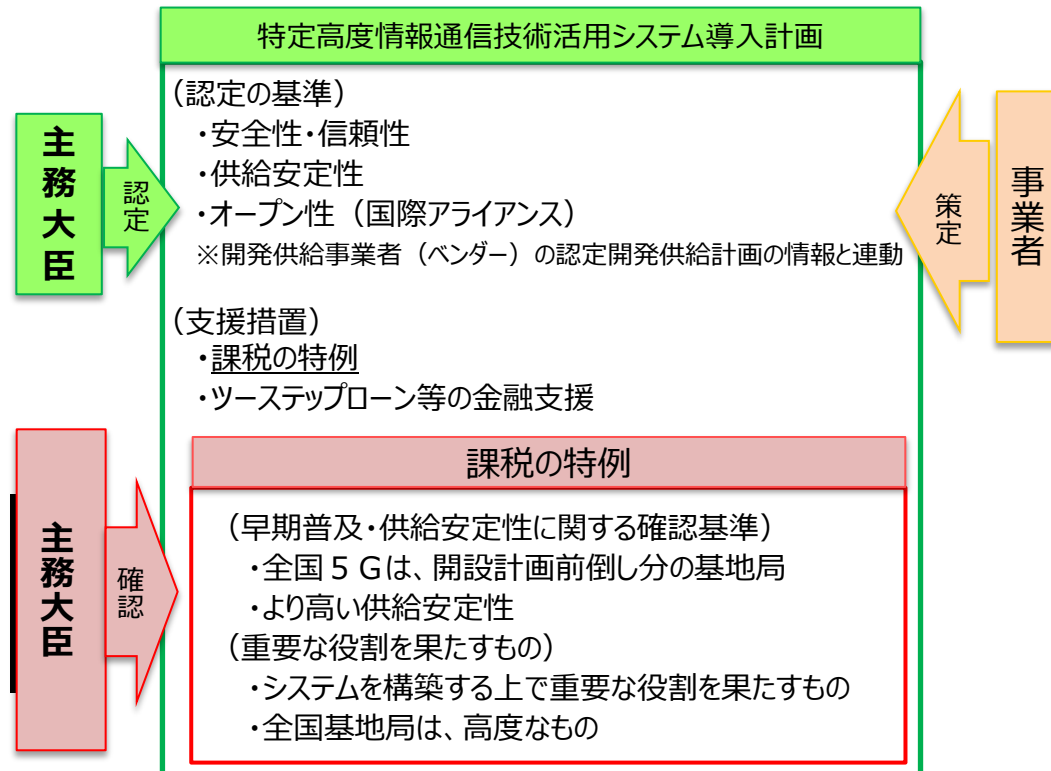 特定高度情報通信技術活用システム導入計画
主務大臣
認定
(認定の基準)
・安全性・信頼性
・供給安定性
・オープン性（国際アライアンス）
※開発供給事業者（ベンダー）の認定開発供給計画の情報と連動
策定
事業者
(支援措置)
・課税の特例
・ツーステップローン等の金融支援
主務大臣
確認
課税の特例
(早期普及・供給安定性に関する確認基準)
・全国５Gは、開設計画前倒し分の基地局
・より高い供給安定性
(重要な役割を果たすもの)
・システムを構築する上で重要な役割を果たすもの
・全国基地局は、高度なもの